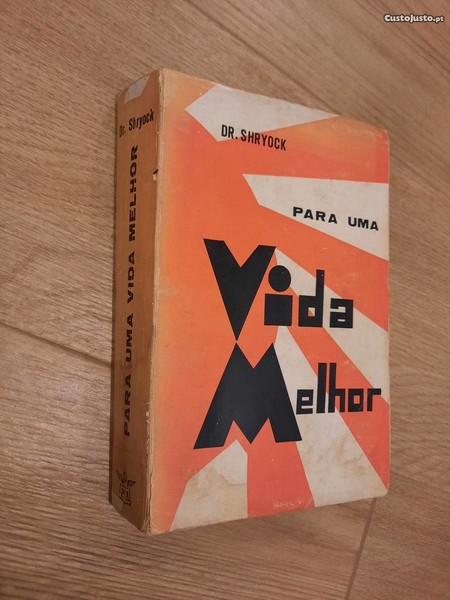 CustoJusto.pt
Dr. Shryock
PARA UMA VIDA MELHOR
DR. SHRYOCK
PARA UMA
Vida
Melhor